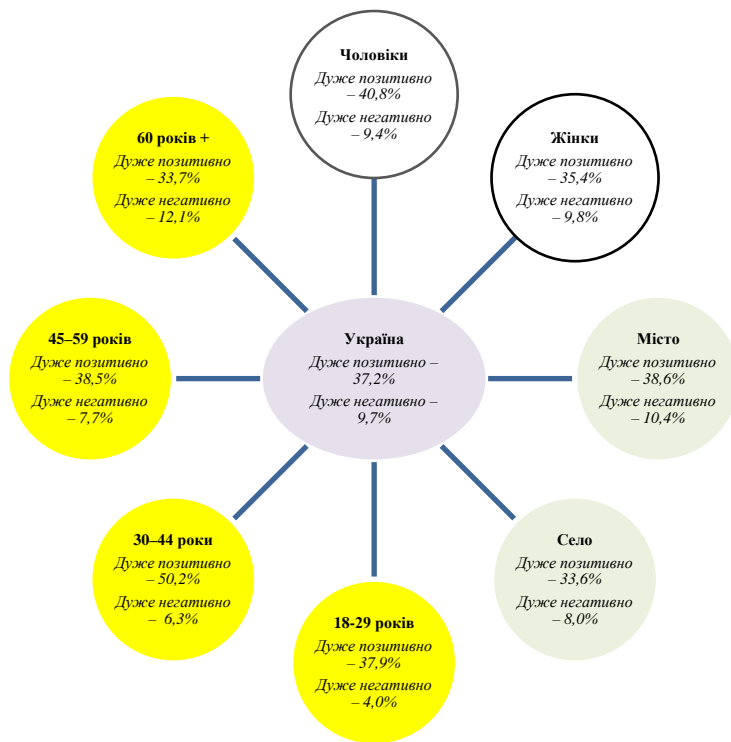 Чоловіки
Дуже позитивно
– 40,8%
Дуже негативно
– 9,4%
Жінки
Дуже позитивно
– 35,4%
Дуже негативно
– 9,8%
Місто
Дуже позитивно
– 38,6%
Дуже негативно
– 10,4%
Село
Дуже позитивно
– 33,6%
Дуже негативно
– 8,0%
18-29 років
Дуже позитивно
– 37,9%
Дуже негативно
– 4,0%
30–44 роки
Дуже позитивно
– 50,2%
Дуже негативно
– 6,3%
45–59 років
Дуже позитивно
– 38,5%
Дуже негативно
– 7,7%
60 років +
Дуже позитивно
– 33,7%
Дуже негативно
– 12,1%
Україна
Дуже позитивно –
37,2%
Дуже негативно –
9,7%